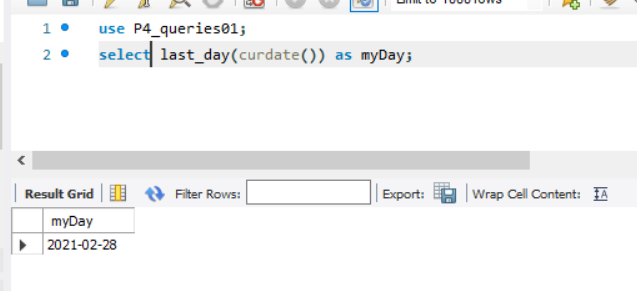 Limit to 1000 rows
1 use P4_queries01;
2 select last_day(curdate()) as myDay;
Result Grid Filter Rows: Export: Wrap Cell Content:
myDay
2021-02-28